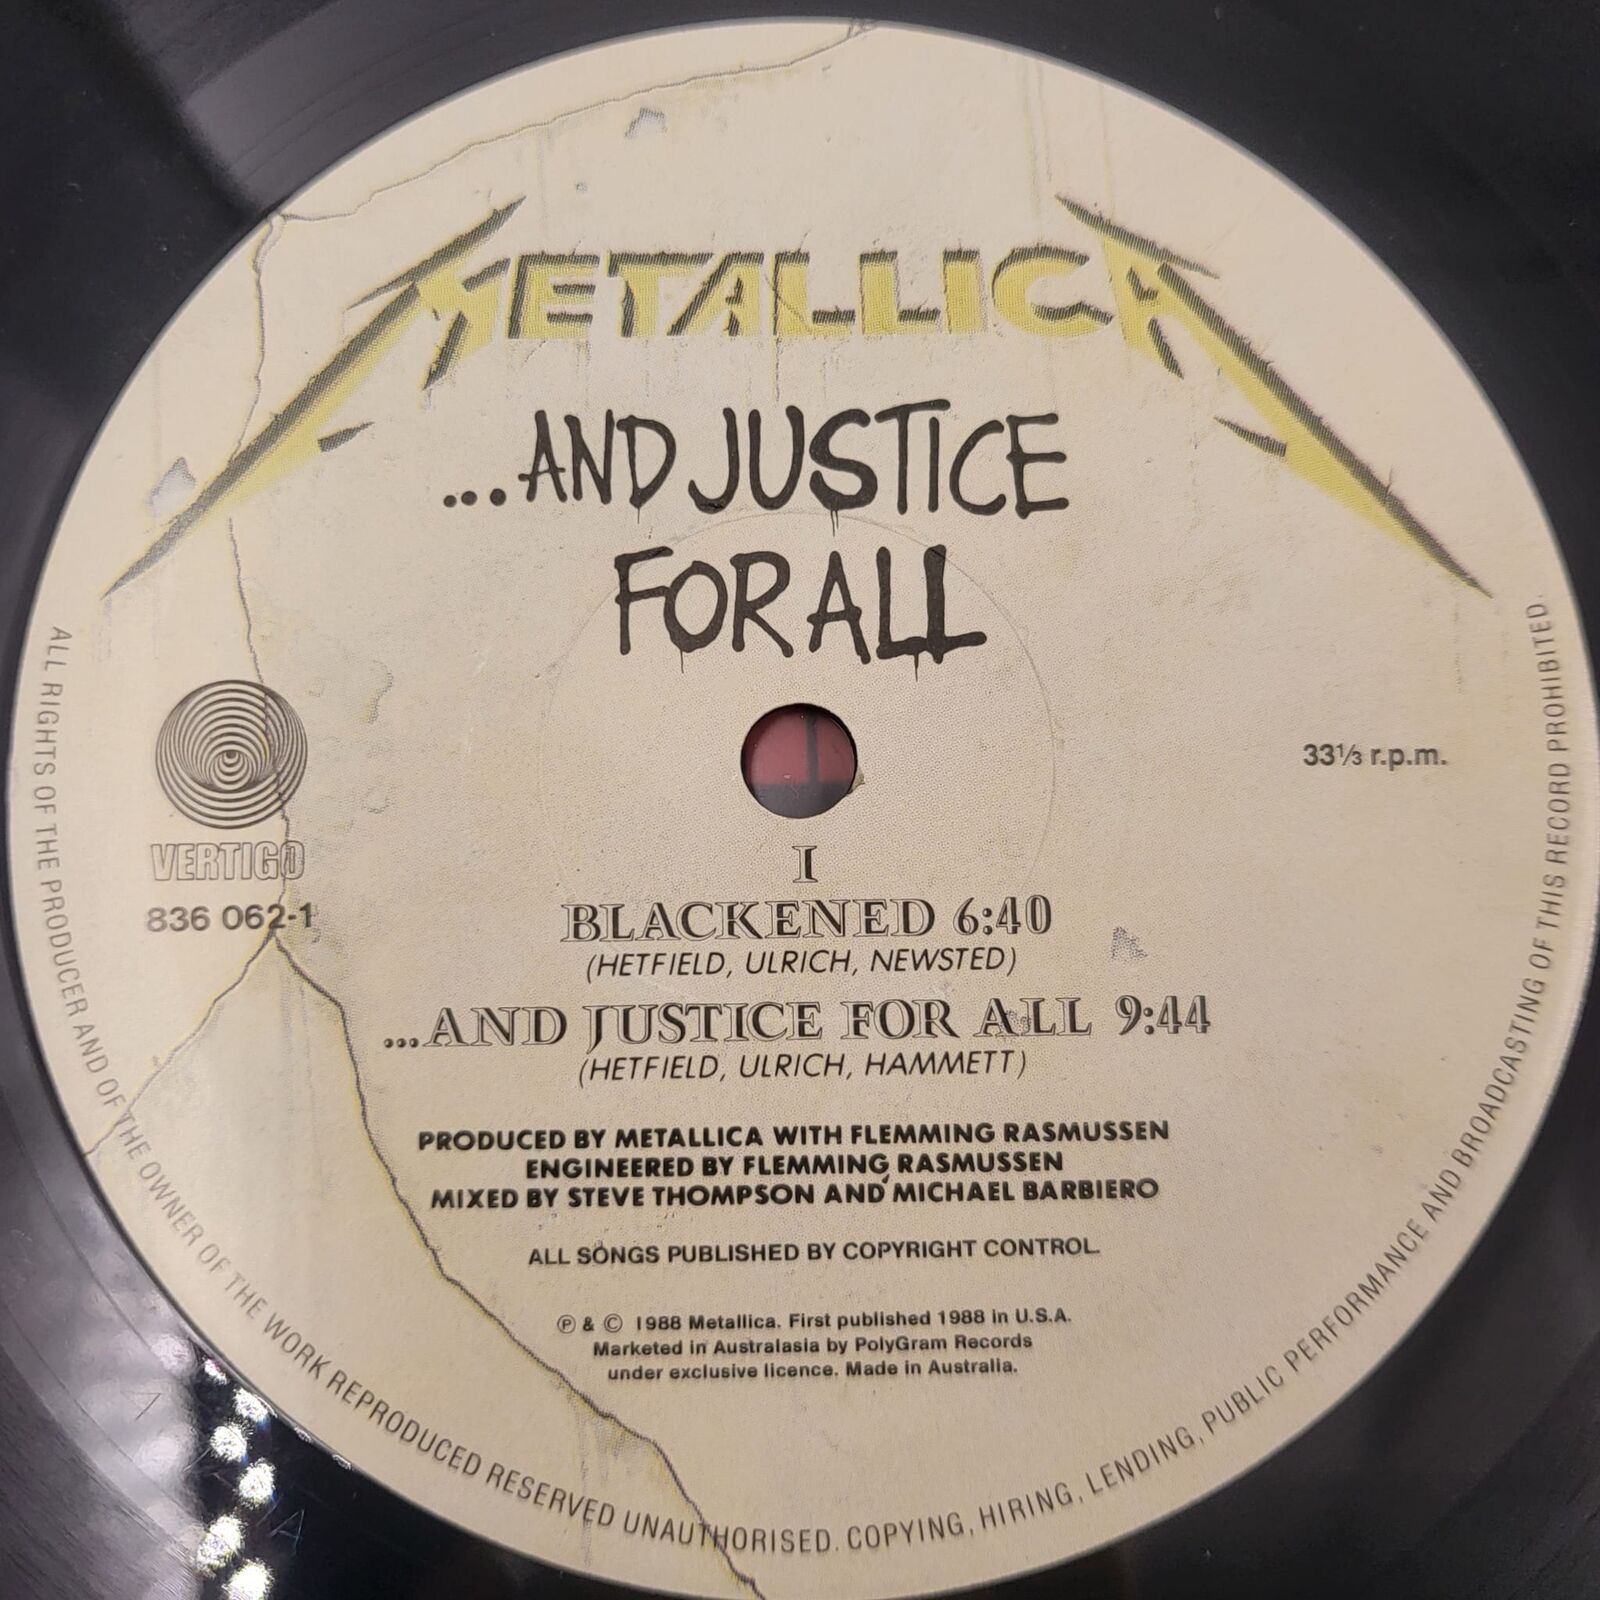 METALLICA
...AND JUSTICE
FOR ALL
33⅓ r.p.m.
VERTIGO
836 062-1
I
BLACKENED 6:40
(HETFIELD, ULRICH, NEWSTED)
...AND JUSTICE FOR ALL 9:44
(HETFIELD, ULRICH, HAMMETT)
PRODUCED BY METALLICA WITH FLEMMING RASMUSSEN
ENGINEERED BY FLEMMING RASMUSSEN
MIXED BY STEVE THOMPSON AND MICHAEL BARBIERO
ALL SONGS PUBLISHED BY COPYRIGHT CONTROL.
℗ & © 1988 Metallica. First published 1988 in U.S.A.
Marketed in Australasia by PolyGram Records
under exclusive licence. Made in Australia.
ALL RIGHTS OF THE PRODUCER AND OF THE OWNER OF THE WORK REPRODUCED RESERVED UNAUTHORISED. COPYING, HIRING, LENDING, PUBLIC PERFORMANCE AND BROADCASTING OF THIS RECORD PROHIBITED.